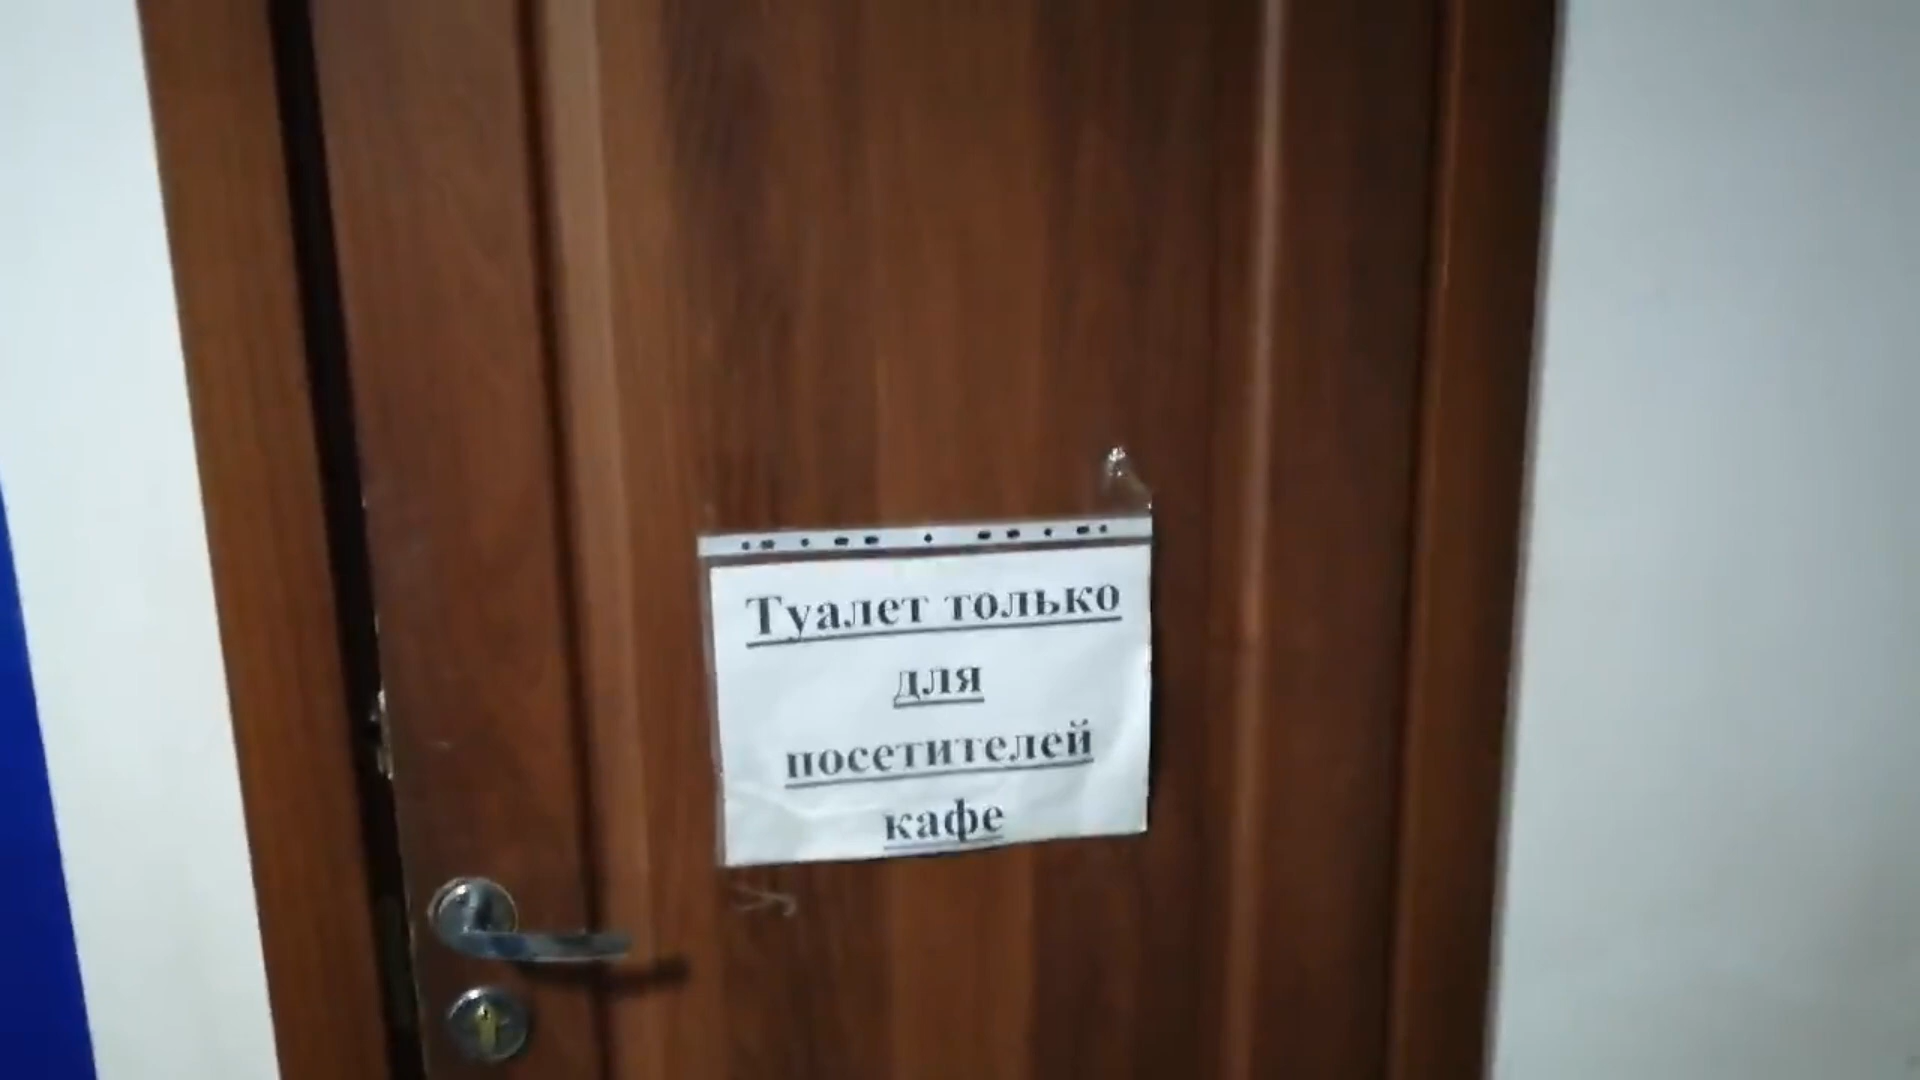 Туалет только
для
посетителей
кафе